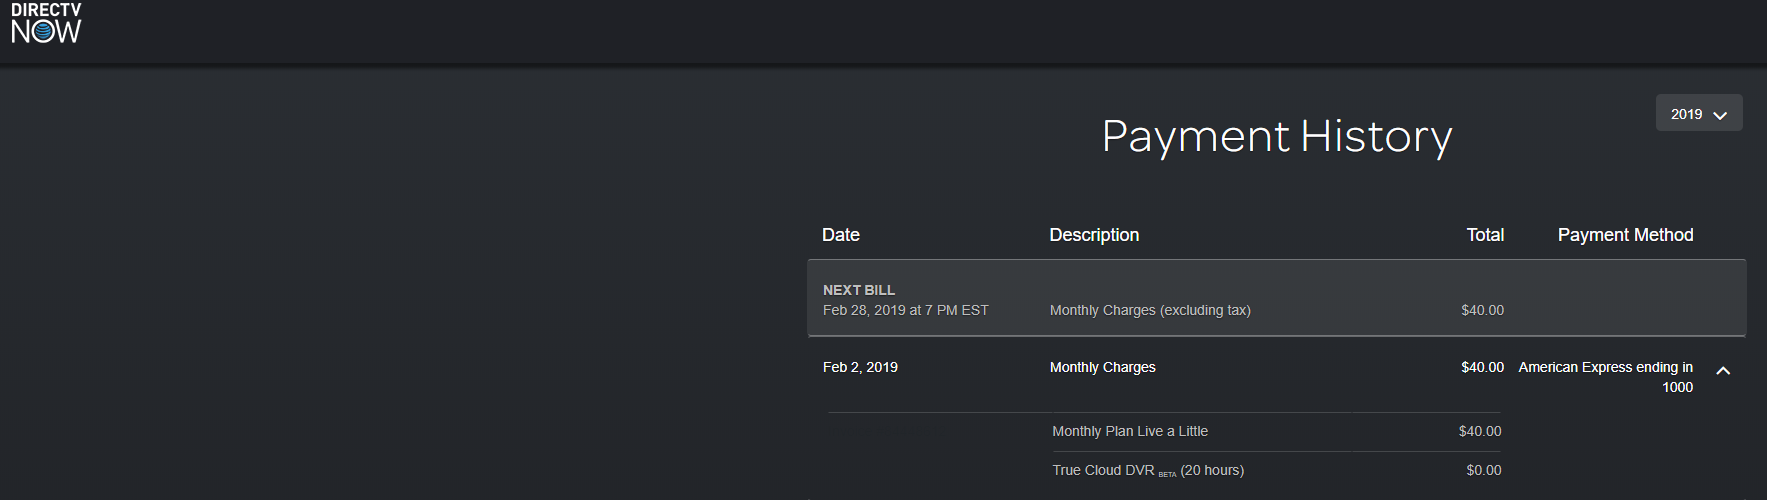 DIRECTV
NOW
2019
Payment History
Date Description Total Payment Method
NEXT BILL
Feb 28, 2019 at 7 PM EST Monthly Charges (excluding tax) $40.00
Feb 2, 2019 Monthly Charges $40.00 American Express ending in
1000
Monthly Plan Live a Little $40.00
True Cloud DVR BETA (20 hours) $0.00